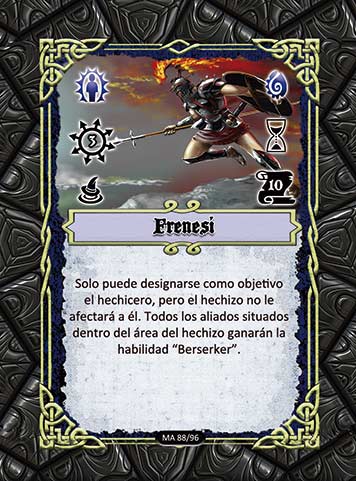 3
10
Frenesi
Solo puede designarse como objetivo
el hechicero, pero el hechizo no le
afectará a él. Todos los aliados situados
dentro del área del hechizo ganarán la
habilidad “Berserker”.
MA 88/96